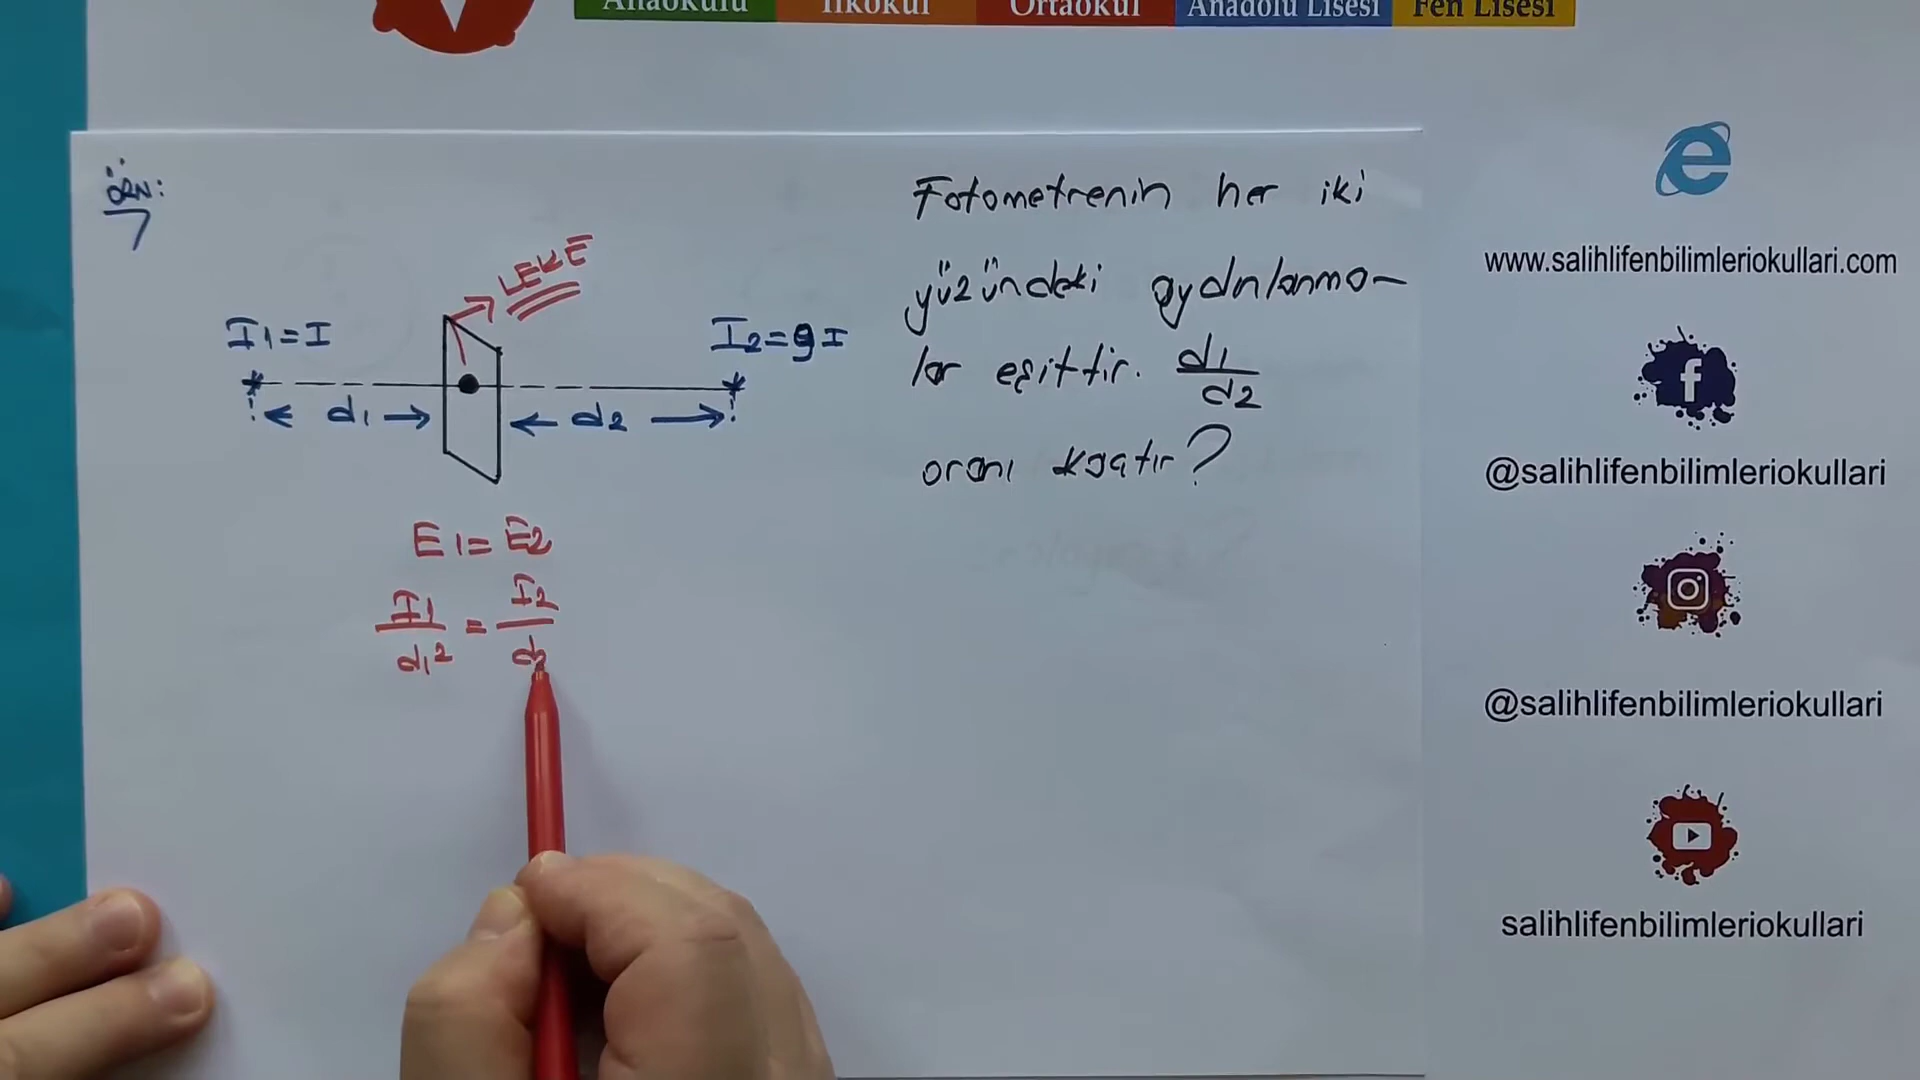 Anaokulu İlkokul Ortaokul Anadolu Lisesi Fen Lisesi
ÖRN:
7
LEKE
I1=I
I2=9I
d1
d2
E1=E2
I1/d1² = I2/d2
Fotometrenin her iki
yüzündeki aydınlanma-
lar eşittir. d1/d2
oranı kaçtır?
www.salihlifenbilimleriokullari.com
@salihlifenbilimleriokullari
@salihlifenbilimleriokullari
salihlifenbilimleriokullari